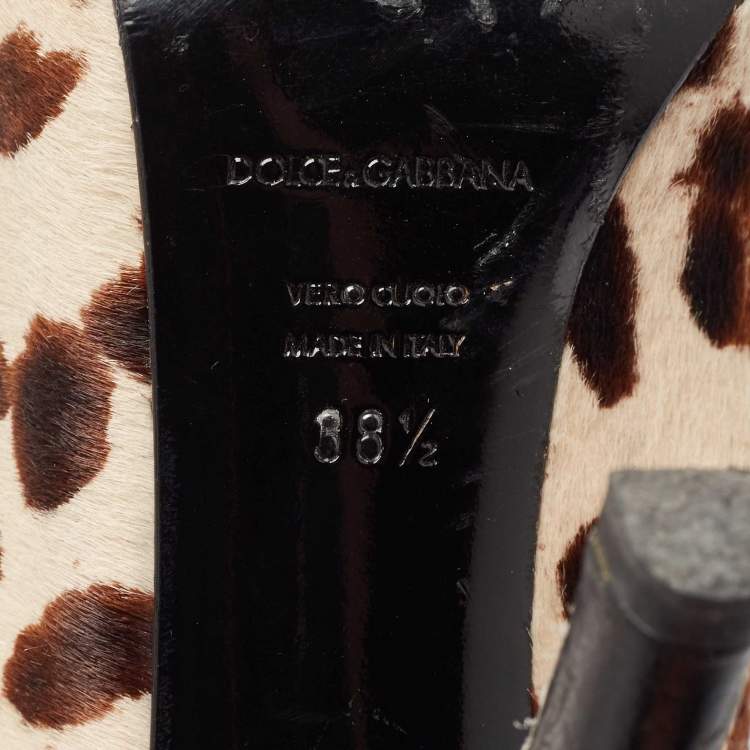 DOLCE&GABBANA
VERO CUOIO
MADE IN ITALY
38½